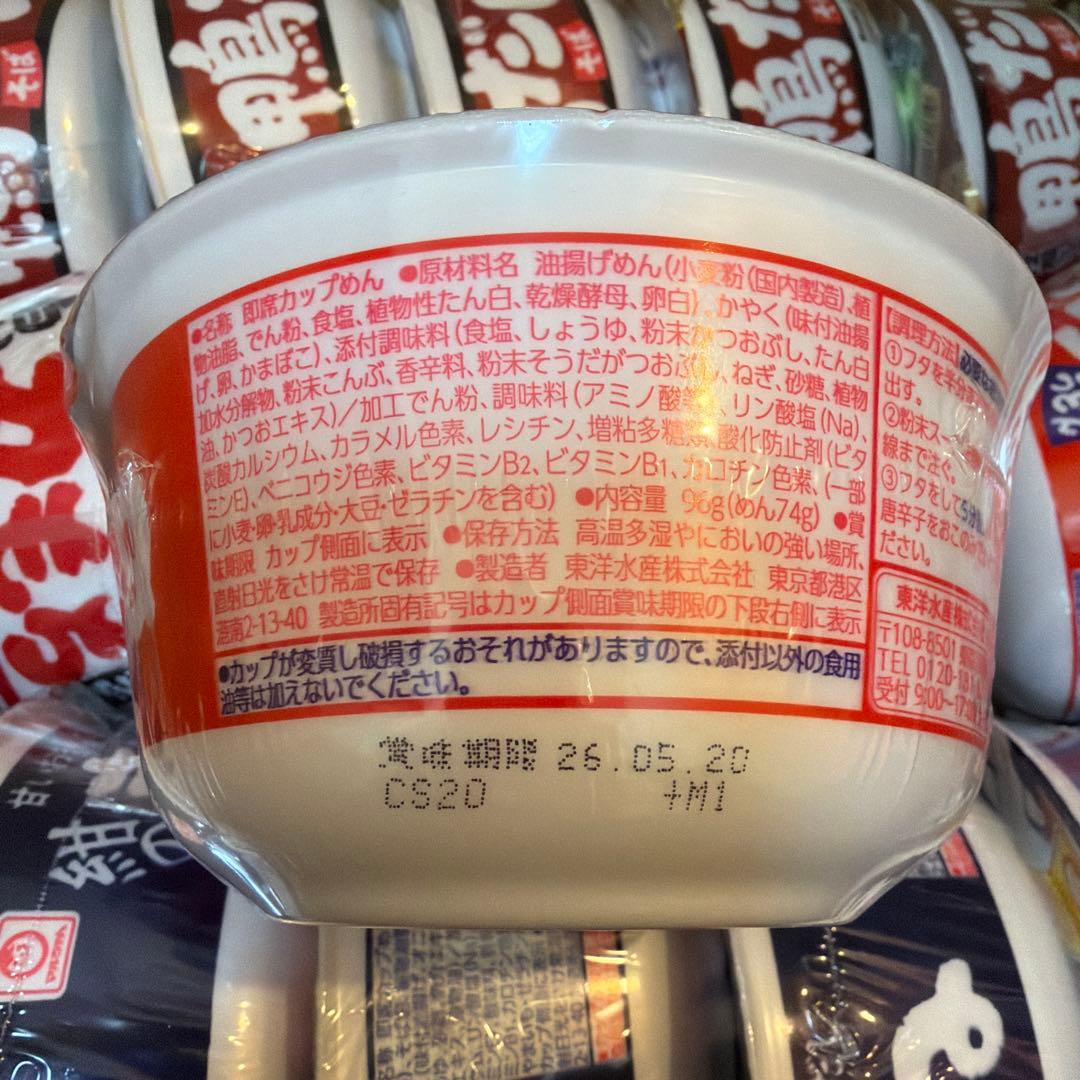 ●名称 即席カップめん ●原材料名 油揚げめん(小麦粉(国内製造)、植
物油脂、でん粉、食塩、植物性たん白、乾燥酵母、卵白)、かやく(味付油揚
げ、卵、かまぼこ)、添付調味料(食塩、しょうゆ、粉末かつおぶし、たん白
加水分解物、粉末こんぶ、香辛料、粉末そうだがつおぶし、ねぎ、砂糖、植物
油、かつおエキス)/加工でん粉、調味料(アミノ酸等)、リン酸塩(Na)、
炭酸カルシウム、カラメル色素、レシチン、増粘多糖類、酸化防止剤(ビタ
ミンE)、ベニコウジ色素、ビタミンB2、ビタミンB1、カロチン色素、(一部
に小麦・卵・乳成分・大豆・ゼラチンを含む) ●内容量 96g(めん74g) ●賞
味期限 カップ側面に表示 ●保存方法 高温多湿やにおいの強い場所、
直射日光をさけ常温で保存 ●製造者 東洋水産株式会社 東京都港区
港南2-13-40 製造所固有記号はカップ側面賞味期限の下段右側に表示
●カップが変質し破損するおそれがありますので、添付以外の食用
油等は加えないでください。
【調理方法】
①フタを半分
出す。
②粉末スー
線まで注ぐ。
③フタをして5分
唐辛子をおこのみで
ださい。
東洋水産株式会
〒108-8501
TEL 0120-181-
受付 9:00〜17:
賞味期限 26.05.20
CS20 +M1
そば
そば
甘い